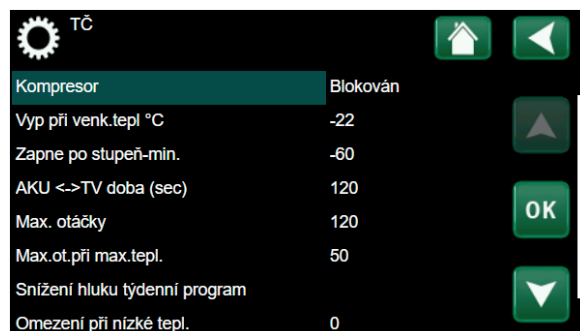 TČ
Kompresor Blokován
Vyp při venk.tepl °C -22
Zapne po stupeň-min. -60
AKU <->TV doba (sec) 120
Max. otáčky 120
Max.ot.při max.tepl. 50
Snížení hluku týdenní program
Omezení při nízké tepl. 0
OK